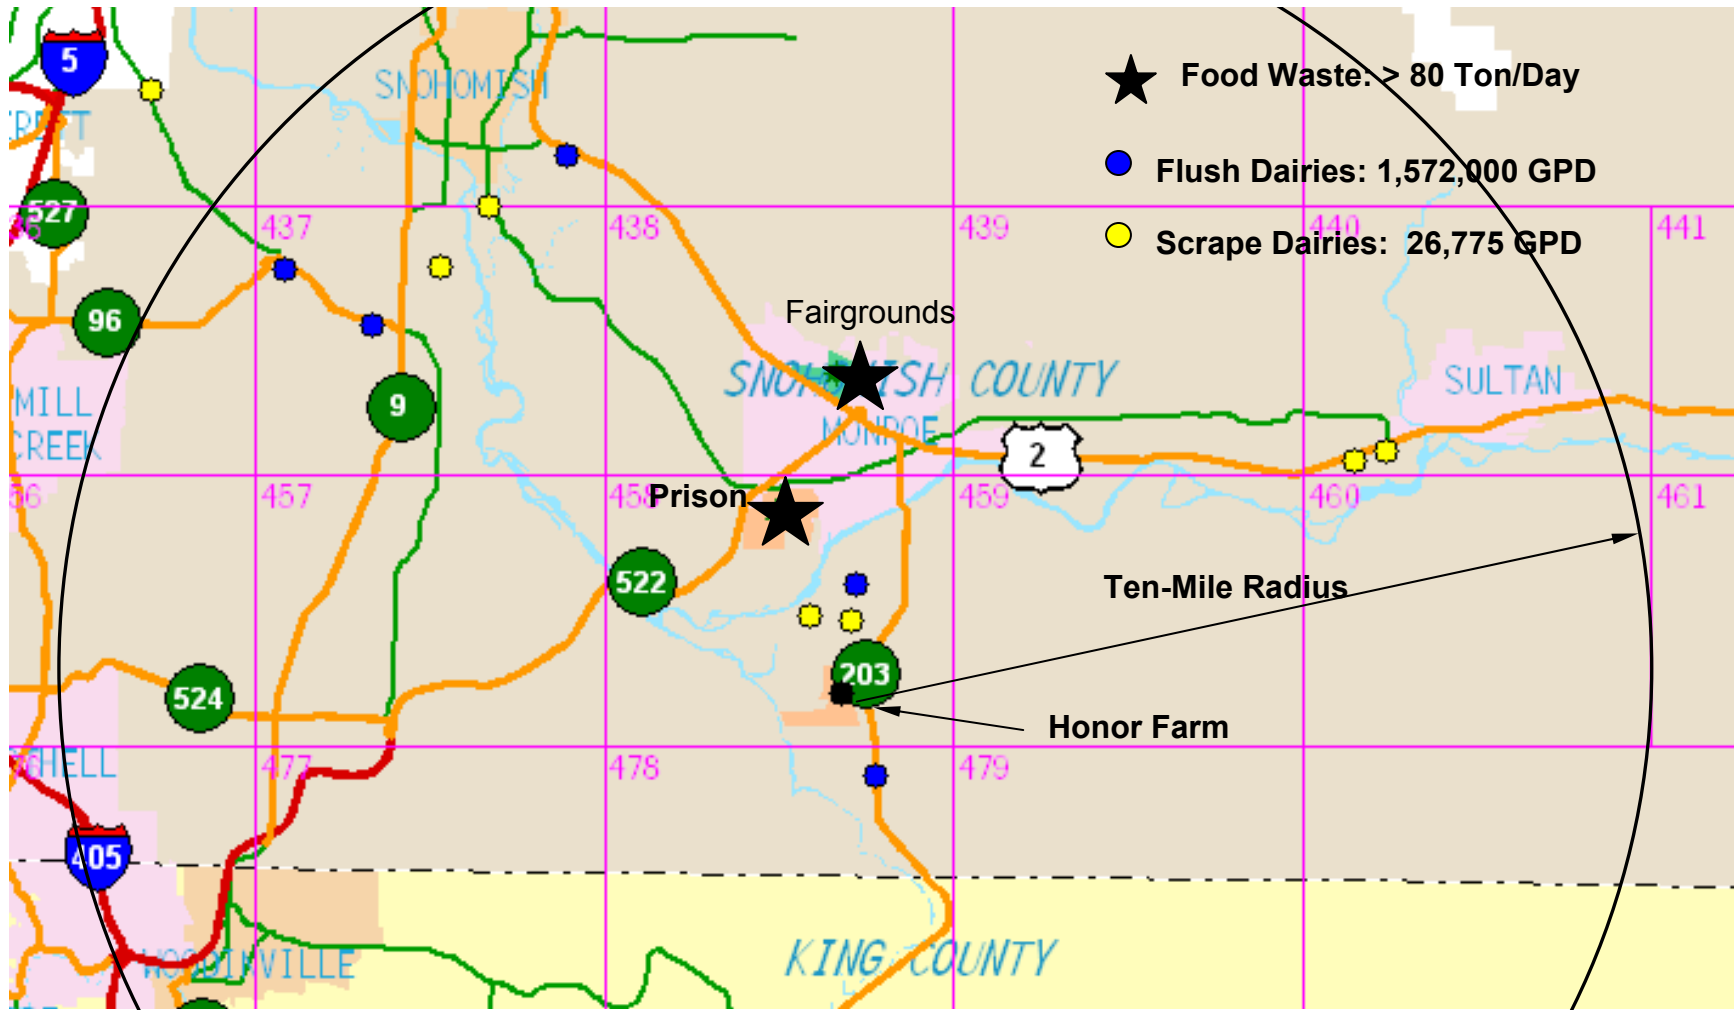 5
SNOHOMISH
Food Waste: > 80 Ton/Day
Flush Dairies: 1,572,000 GPD
527
437
438
439
440
441
Scrape Dairies: 26,775 GPD
96
Fairgrounds
SNOHOMISH COUNTY
SULTAN
MILL
CREEK
9
MONROE
2
Prison
56
457
458
459
460
461
522
Ten-Mile Radius
203
524
Honor Farm
477
478
479
405
WOODINVILLE
KING COUNTY